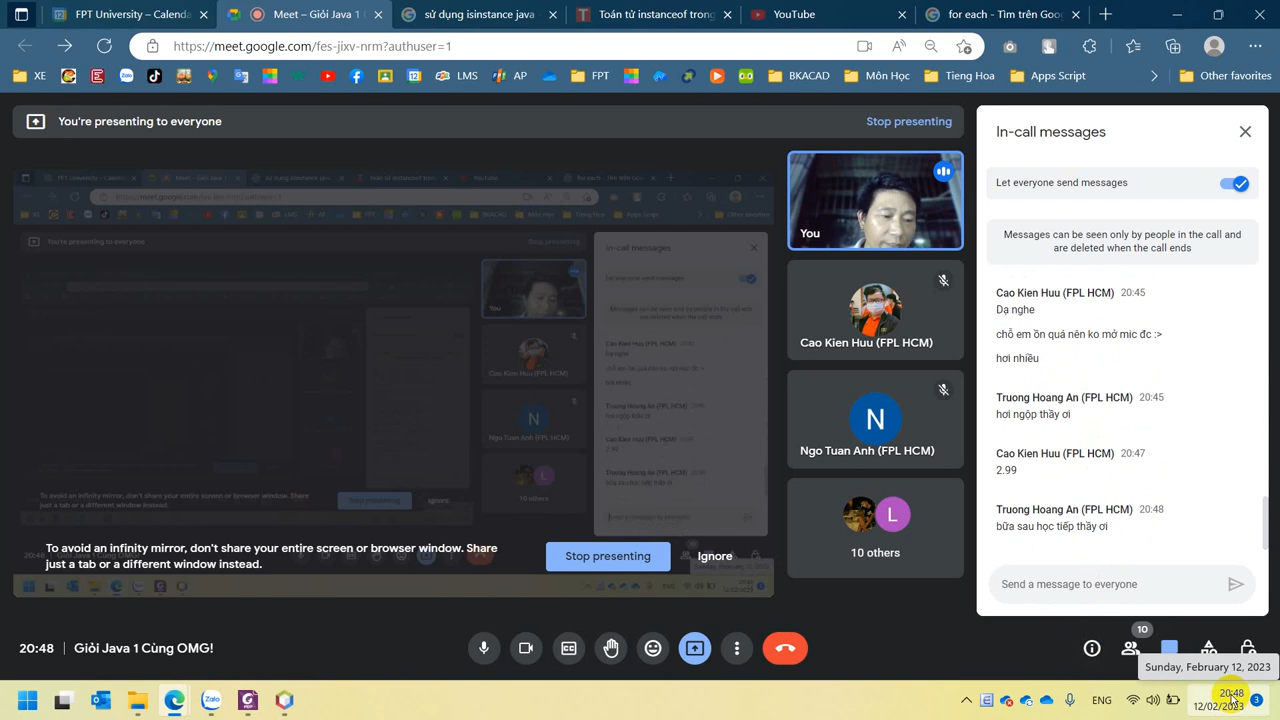 FPT University – Calenda
Meet – Giỏi Java 1
sử dụng isinstance java
Toán tử instanceof trong
YouTube
for each - Tìm trên Goo
https://meet.google.com/fes-jixv-nrm?authuser=1
XE
LMS
AP
FPT
BKACAD
Môn Học
Tieng Hoa
Apps Script
Other favorites
You're presenting to everyone
Stop presenting
In-call messages
Let everyone send messages
Messages can be seen only by people in the call and
are deleted when the call ends
Cao Kien Huu (FPL HCM) 20:45
Dạ nghe
chỗ em ồn quá nên ko mở mic đc :>
hơi nhiều
Truong Hoang An (FPL HCM) 20:45
hơi ngộp thầy ơi
Cao Kien Huu (FPL HCM) 20:47
2.99
Truong Hoang An (FPL HCM) 20:48
bữa sau học tiếp thầy ơi
Send a message to everyone
You
Cao Kien Huu (FPL HCM)
N
Ngo Tuan Anh (FPL HCM)
L
10 others
To avoid an infinity mirror, don't share your entire screen or browser window. Share
just a tab or a different window instead.
Stop presenting
Ignore
20:48 | Giỏi Java 1 Cùng OMG!
10
Sunday, February 12, 2023
Zalo
ENG
20:48
12/02/2023
3